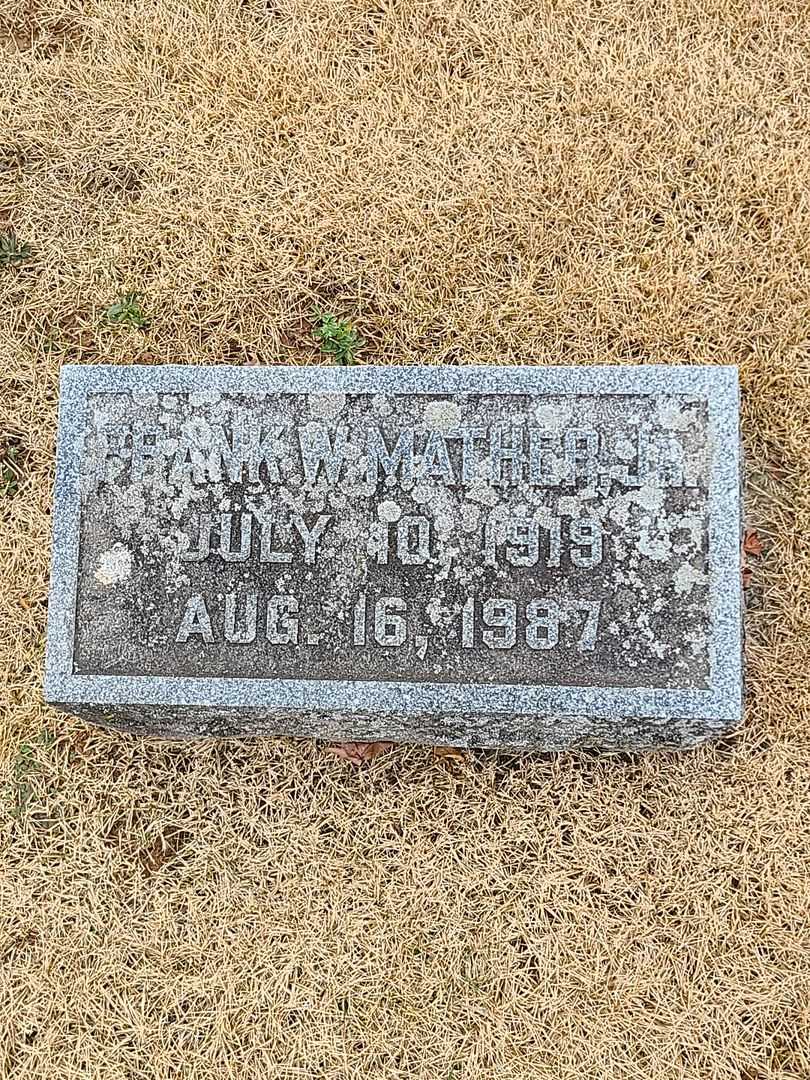 FRANK W. MATHER, JR.
JULY 10, 1919
AUG. 16, 1987